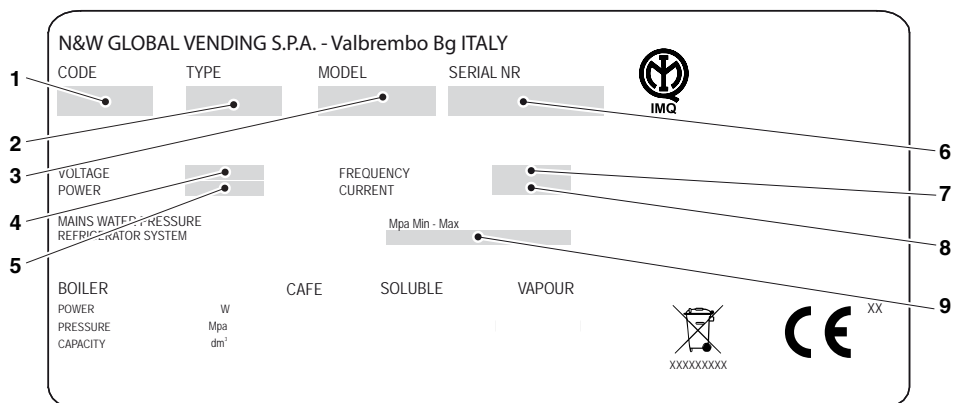 N&W GLOBAL VENDING S.P.A. - Valbrembo Bg ITALY
CODE TYPE MODEL SERIAL NR
IMQ
1
2
3
6
VOLTAGE FREQUENCY
POWER CURRENT
4
5
7
8
MAINS WATER PRESSURE Mpa Min - Max
REFRIGERATOR SYSTEM
9
BOILER CAFE SOLUBLE VAPOUR
POWER W
PRESSURE Mpa
CAPACITY dm³
XXXXXXXXX
CE XX